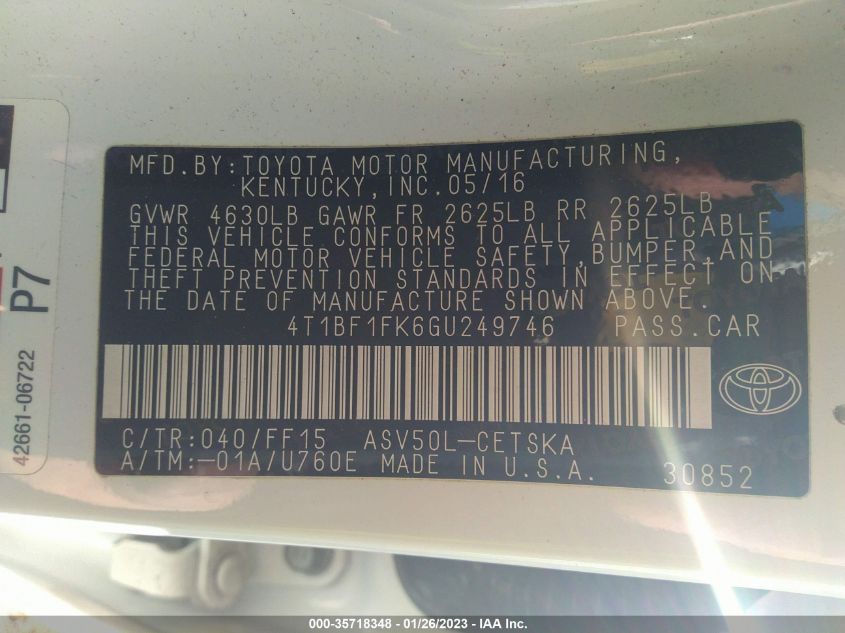 MFD.BY:TOYOTA MOTOR MANUFACTURING,
KENTUCKY,INC.05/16
GVWR 4630LB GAWR FR 2625LB RR 2625LB
THIS VEHICLE CONFORMS TO ALL APPLICABLE
FEDERAL MOTOR VEHICLE SAFETY,BUMPER,AND
THEFT PREVENTION STANDARDS IN EFFECT ON
THE DATE OF MANUFACTURE SHOWN ABOVE.
4T1BF1FK6GU249746 PASS.CAR
C/TR:040/FF15 ASV50L-CETSKA
A/TM:-01A/U760E MADE IN U.S.A. 30852
P7
42661-06722
000-35718348 - 01/26/2023 - IAA Inc.